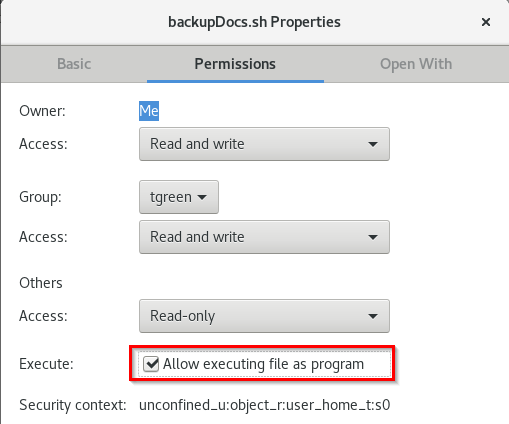 backupDocs.sh Properties
Basic Permissions Open With
Owner: Me
Access: Read and write
Group: tgreen
Access: Read and write
Others
Access: Read-only
Execute: Allow executing file as program
Security context: unconfined_u:object_r:user_home_t:s0